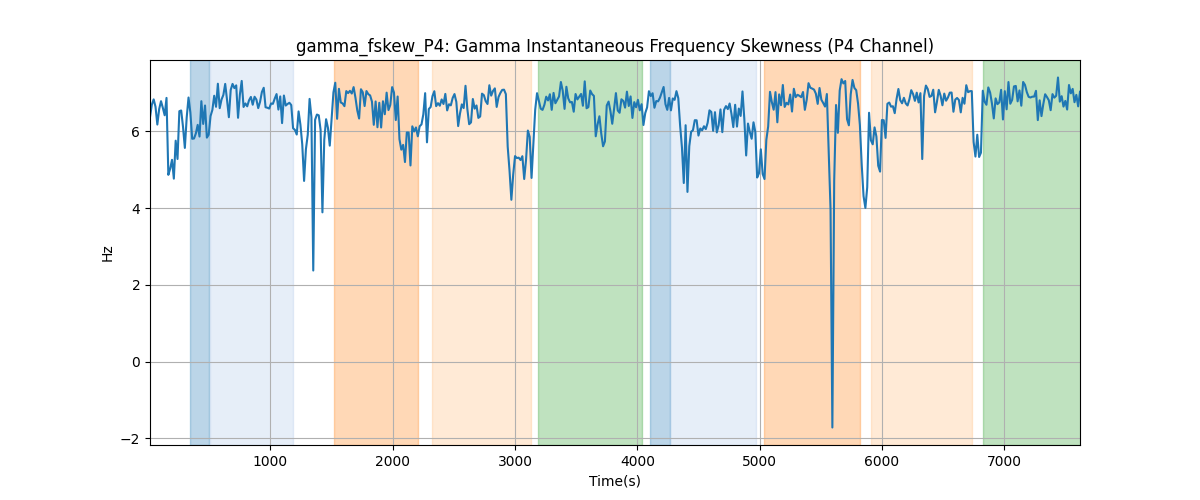 gamma_fskew_P4: Gamma Instantaneous Frequency Skewness (P4 Channel)
6
4
2
0
−2
Hz
1000 2000 3000 4000 5000 6000 7000
Time(s)